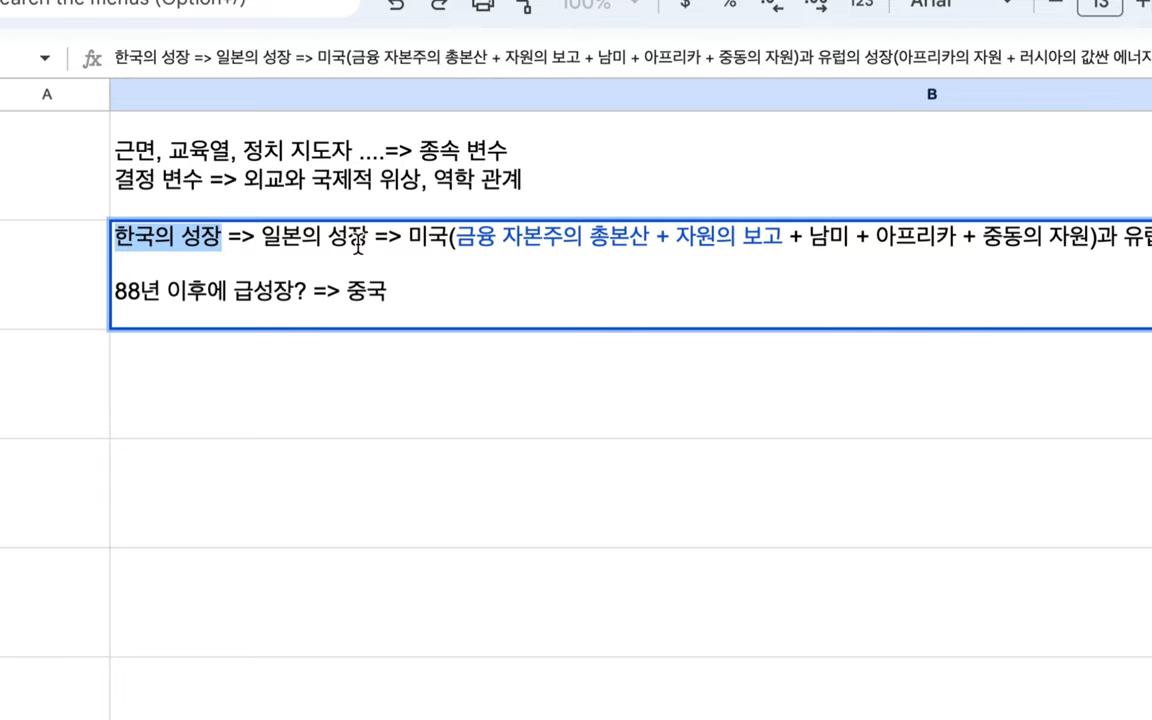 earch the menus (Option+/)
100%
$ % 123 Arial 13
fx 한국의 성장 => 일본의 성장 => 미국(금융 자본주의 총본산 + 자원의 보고 + 남미 + 아프리카 + 중동의 자원)과 유럽의 성장(아프리카의 자원 + 러시아의 값싼 에너지
A B
근면, 교육열, 정치 지도자 ....=> 종속 변수
결정 변수 => 외교와 국제적 위상, 역학 관계
한국의 성장 => 일본의 성장 => 미국(금융 자본주의 총본산 + 자원의 보고 + 남미 + 아프리카 + 중동의 자원)과 유럽
88년 이후에 급성장? => 중국